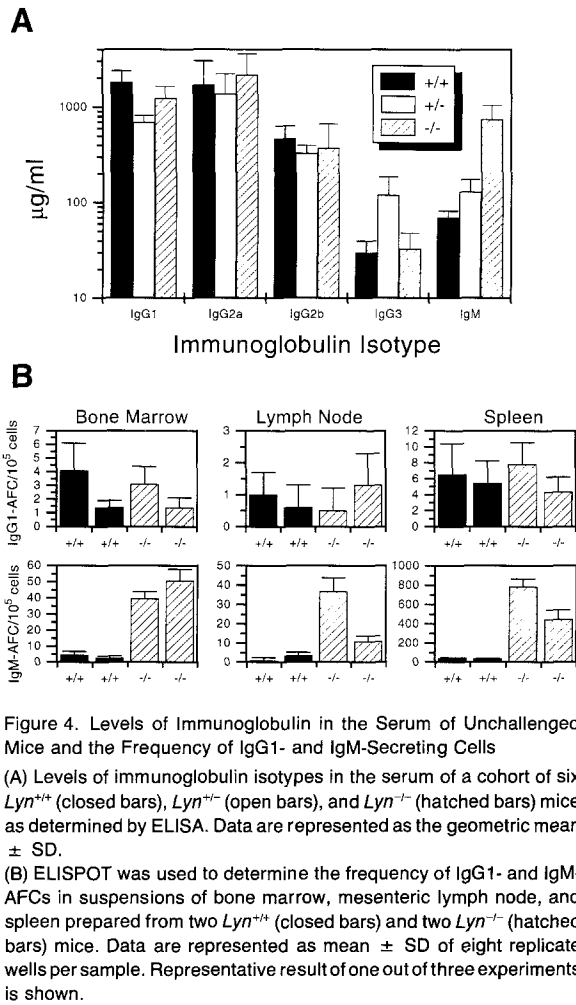 A
1000
100
10
µg/ml
+/+
+/-
-/-
IgG1 IgG2a IgG2b IgG3 IgM
Immunoglobulin Isotype
B
Bone Marrow Lymph Node Spleen
IgG1-AFC/10⁵ cells
7
6
5
4
3
2
1
0
+/+ +/+ -/- -/-
3
2
1
0
+/+ +/+ -/- -/-
12
10
8
6
4
2
0
+/+ +/+ -/- -/-
IgM-AFC/10⁵ cells
60
50
40
30
20
10
0
+/+ +/+ -/- -/-
50
40
30
20
10
0
+/+ +/+ -/- -/-
1000
800
600
400
200
0
+/+ +/+ -/- -/-
Figure 4. Levels of Immunoglobulin in the Serum of Unchallenged
Mice and the Frequency of IgG1- and IgM-Secreting Cells
(A) Levels of immunoglobulin isotypes in the serum of a cohort of six
Lyn+/+ (closed bars), Lyn+/- (open bars), and Lyn-/- (hatched bars) mice
as determined by ELISA. Data are represented as the geometric mean
± SD.
(B) ELISPOT was used to determine the frequency of IgG1- and IgM-
AFCs in suspensions of bone marrow, mesenteric lymph node, and
spleen prepared from two Lyn+/+ (closed bars) and two Lyn-/- (hatched
bars) mice. Data are represented as mean ± SD of eight replicate
wells per sample. Representative result of one out of three experiments
is shown.